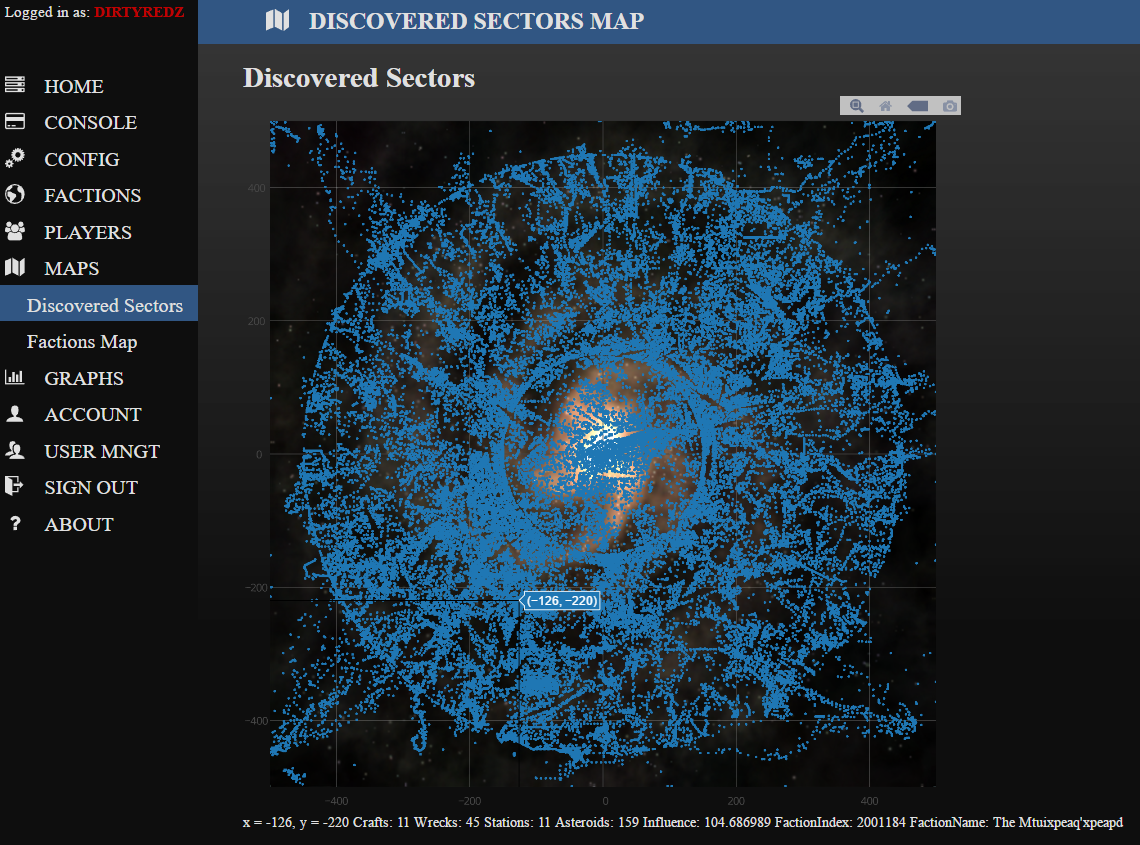 Logged in as: DIRTYREDZ
DISCOVERED SECTORS MAP
HOME
CONSOLE
CONFIG
FACTIONS
PLAYERS
MAPS
Discovered Sectors
Factions Map
GRAPHS
ACCOUNT
USER MNGT
SIGN OUT
ABOUT
Discovered Sectors
400
200
0
−200
−400
(−126, −220)
−400
−200
0
200
400
x = -126, y = -220 Crafts: 11 Wrecks: 45 Stations: 11 Asteroids: 159 Influence: 104.686989 FactionIndex: 2001184 FactionName: The Mtuixpeaq'xpeapd